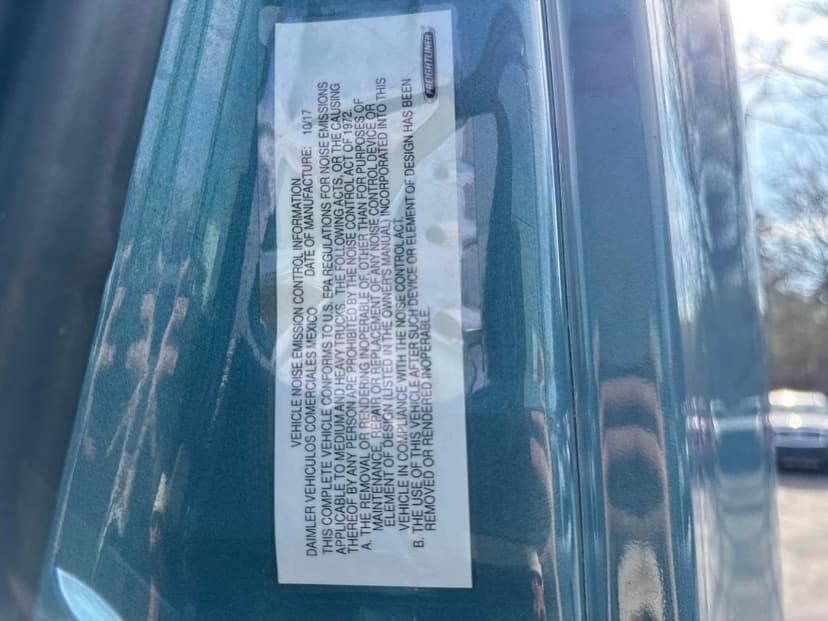 FREIGHTLINER
VEHICLE NOISE EMISSION CONTROL INFORMATION
DAIMLER VEHICULOS COMERCIALES MEXICO DATE OF MANUFACTURE: 10/17
THIS COMPLETE VEHICLE CONFORMS TO U.S. EPA REGULATIONS FOR NOISE EMISSIONS
APPLICABLE TO MEDIUM AND HEAVY TRUCKS. THE FOLLOWING ACTS, OR THE CAUSING
THEREOF BY ANY PERSON ARE PROHIBITED BY THE NOISE CONTROL ACT OF 1972.
A. THE REMOVAL OR RENDERING INOPERABLE OF OTHER THAN FOR PURPOSES OF
MAINTENANCE, REPAIR OR REPLACEMENT OF ANY NOISE CONTROL DEVICE OR
ELEMENT OF DESIGN (LISTED IN THE OWNER'S MANUAL) INCORPORATED INTO THIS
VEHICLE IN COMPLIANCE WITH THE NOISE CONTROL ACT.
B. THE USE OF THIS VEHICLE AFTER SUCH DEVICE OR ELEMENT OF DESIGN HAS BEEN
REMOVED OR RENDERED INOPERABLE.